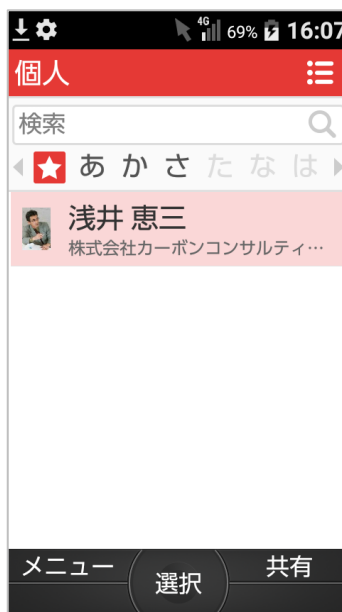 4G 69% 16:07
個人
検索
あ か さ た な は
浅井 恵三
株式会社カーボンコンサルティ…
メニュー 選択 共有